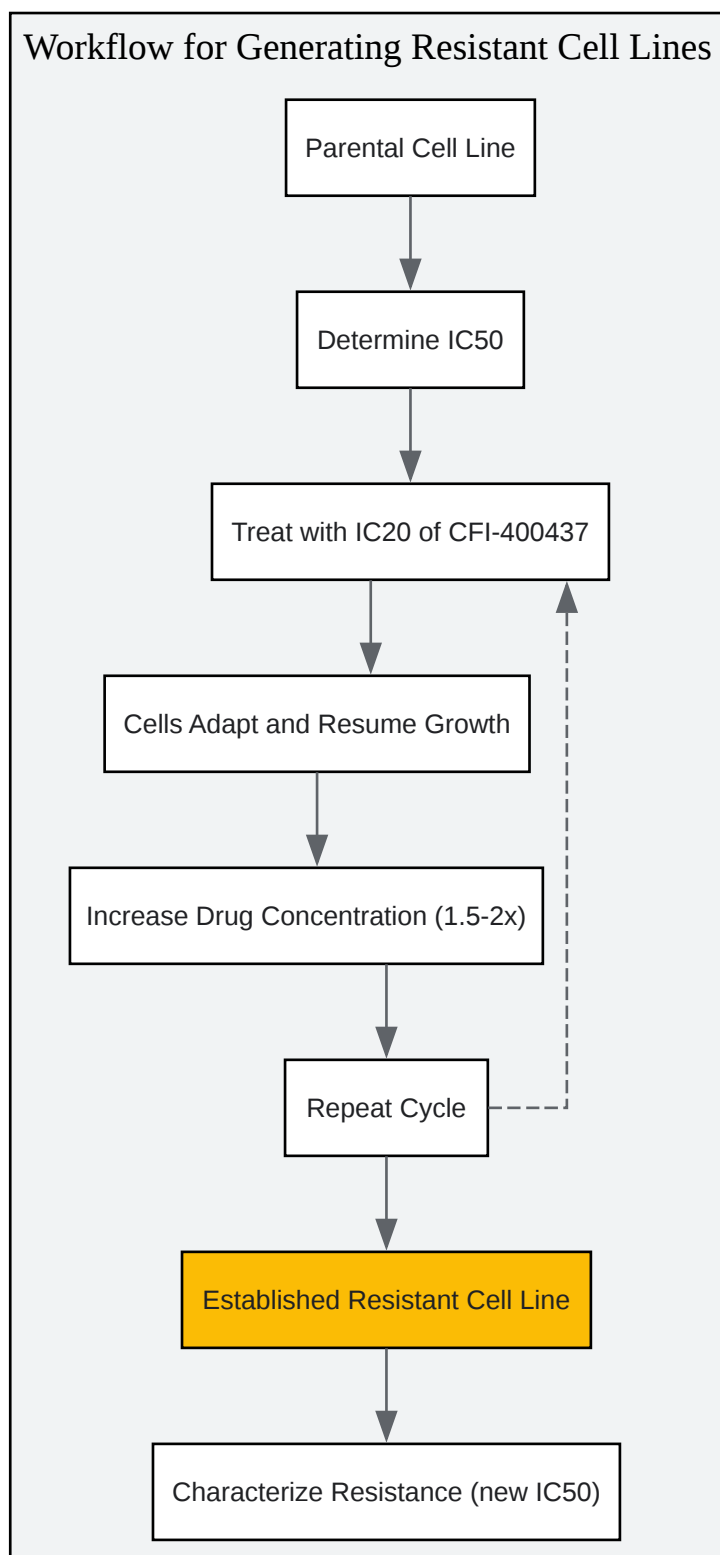 Workflow for Generating Resistant Cell Lines
Parental Cell Line
Determine IC50
Treat with IC20 of CFI-400437
Cells Adapt and Resume Growth
Increase Drug Concentration (1.5-2x)
Repeat Cycle
Established Resistant Cell Line
Characterize Resistance (new IC50)